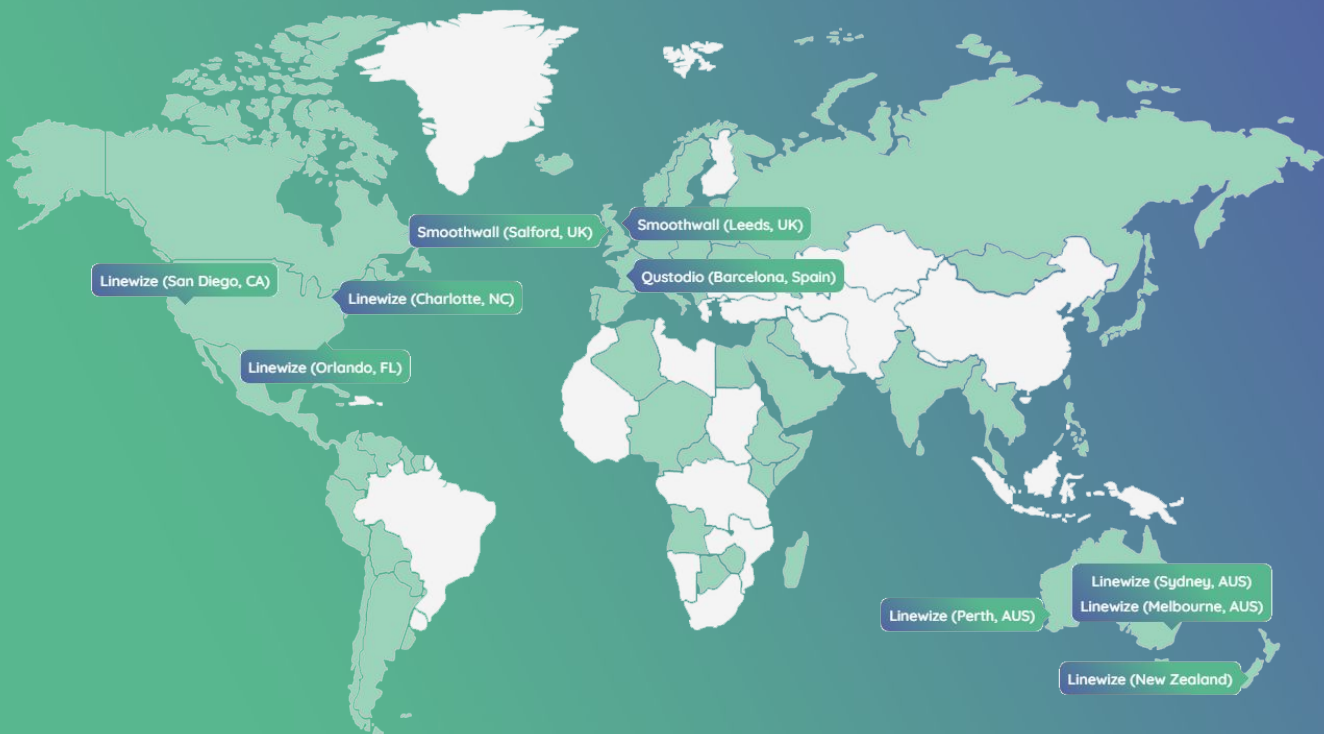 Smoothwall (Salford, UK)
Smoothwall (Leeds, UK)
Linewize (San Diego, CA)
Qustodio (Barcelona, Spain)
Linewize (Charlotte, NC)
Linewize (Orlando, FL)
Linewize (Sydney, AUS)
Linewize (Melbourne, AUS)
Linewize (Perth, AUS)
Linewize (New Zealand)